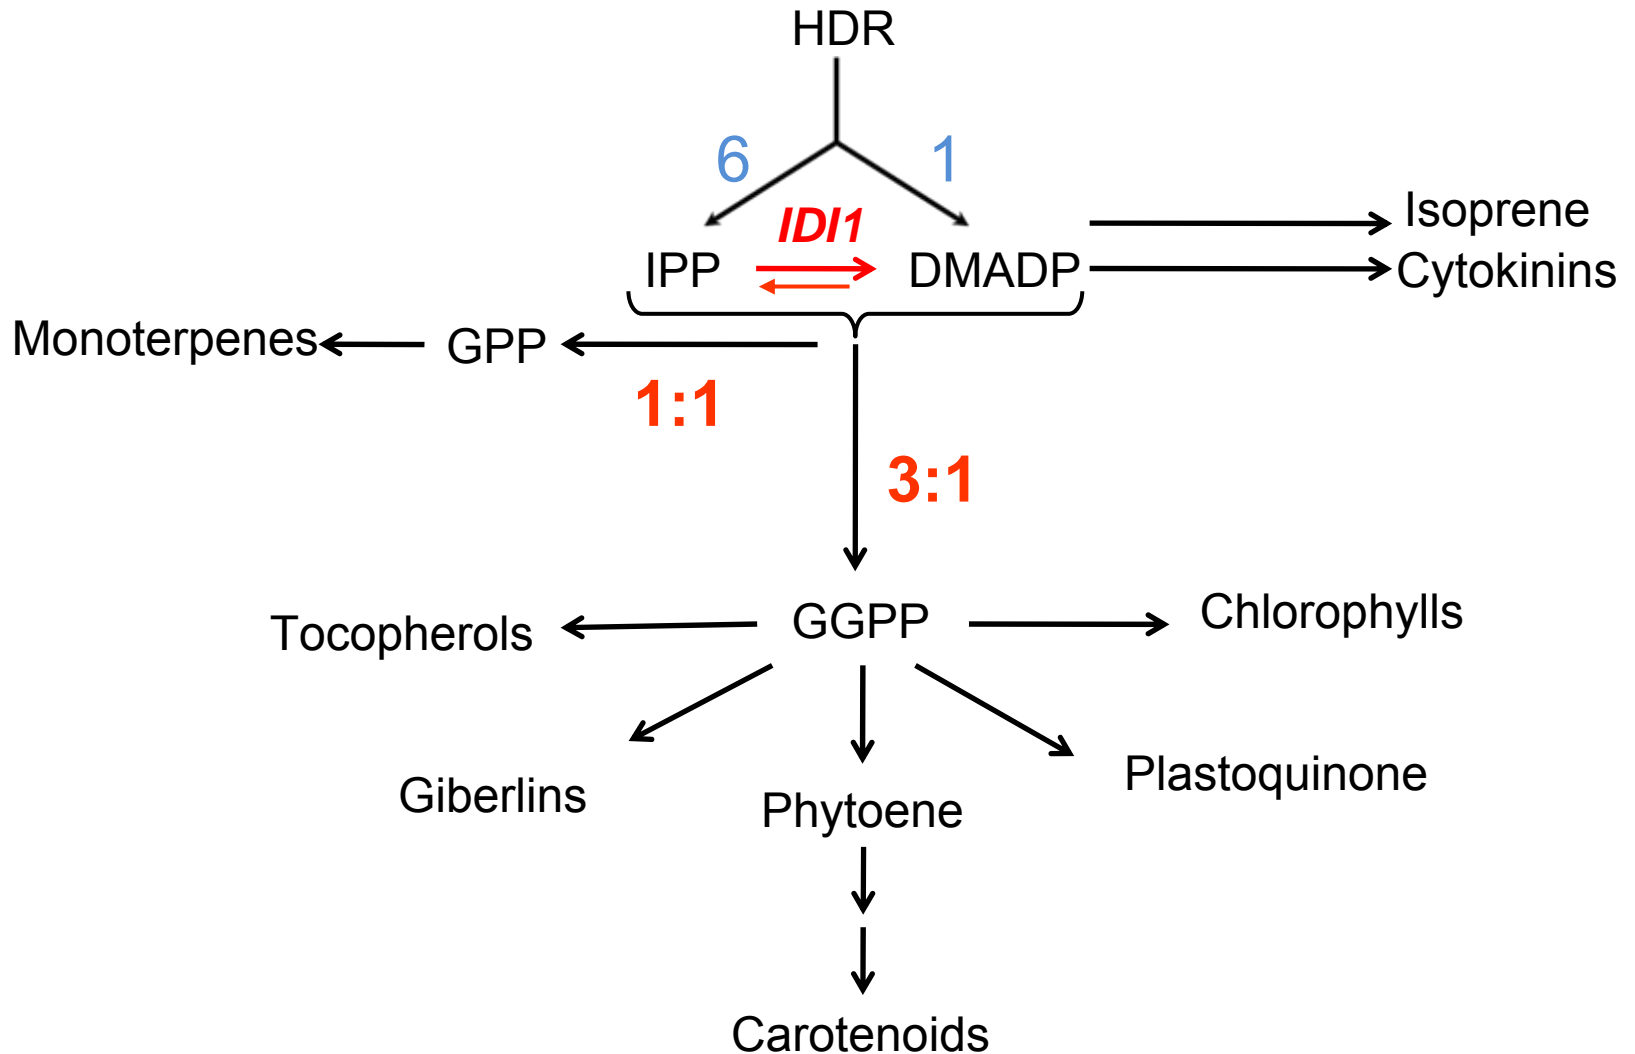 HDR
6
1
IDI1
Isoprene
IPP
DMADP
Cytokinins
Monoterpenes
GPP
1:1
3:1
Tocopherols
GGPP
Chlorophylls
Giberlins
Phytoene
Plastoquinone
Carotenoids